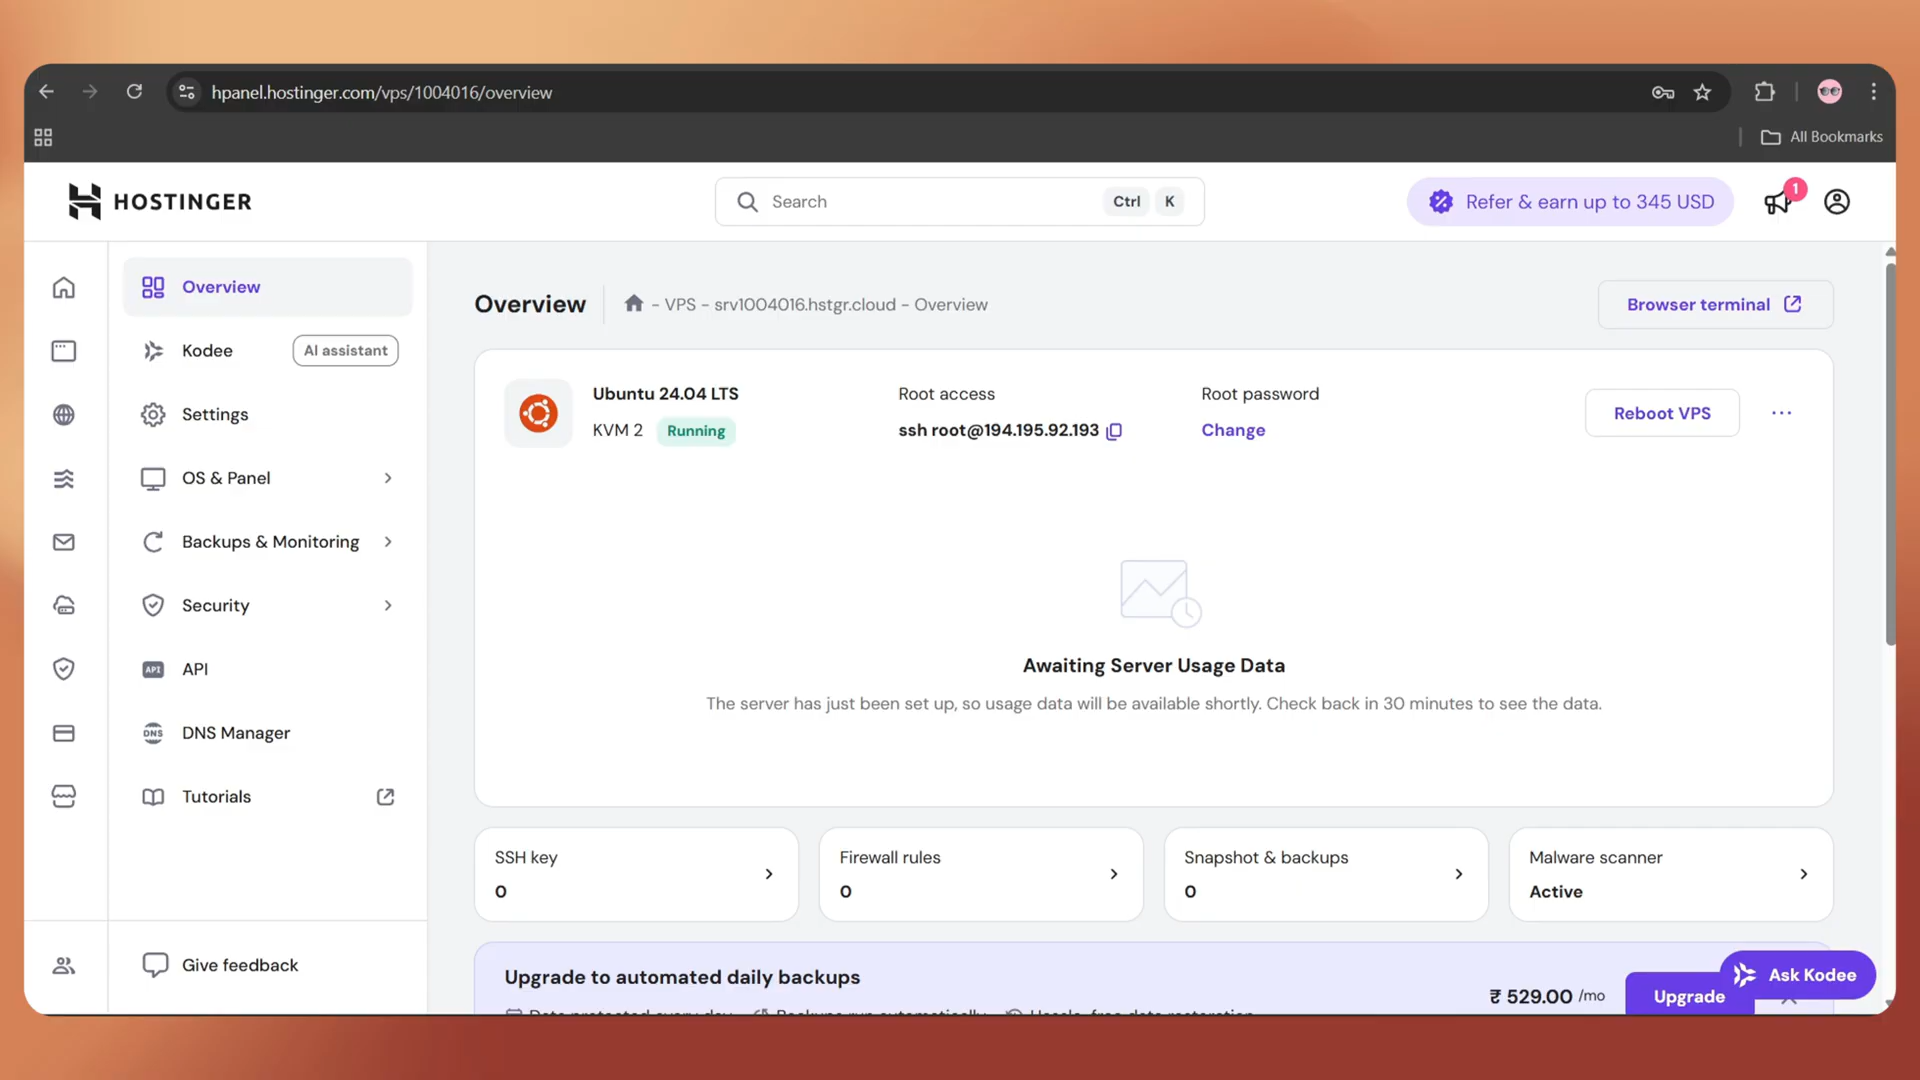 hpanel.hostinger.com/vps/1004016/overview
All Bookmarks
HOSTINGER
Search
Ctrl
K
Refer & earn up to 345 USD
1
Overview
Kodee
AI assistant
Settings
OS & Panel
Backups & Monitoring
Security
API
API
DNS
DNS Manager
Tutorials
Give feedback
Overview
- VPS - srv1004016.hstgr.cloud - Overview
Browser terminal
Ubuntu 24.04 LTS
KVM 2
Running
Root access
ssh root@194.195.92.193
Root password
Change
Reboot VPS
Awaiting Server Usage Data
The server has just been set up, so usage data will be available shortly. Check back in 30 minutes to see the data.
SSH key
0
Firewall rules
0
Snapshot & backups
0
Malware scanner
Active
Upgrade to automated daily backups
₹ 529.00 /mo
Upgrade
Ask Kodee